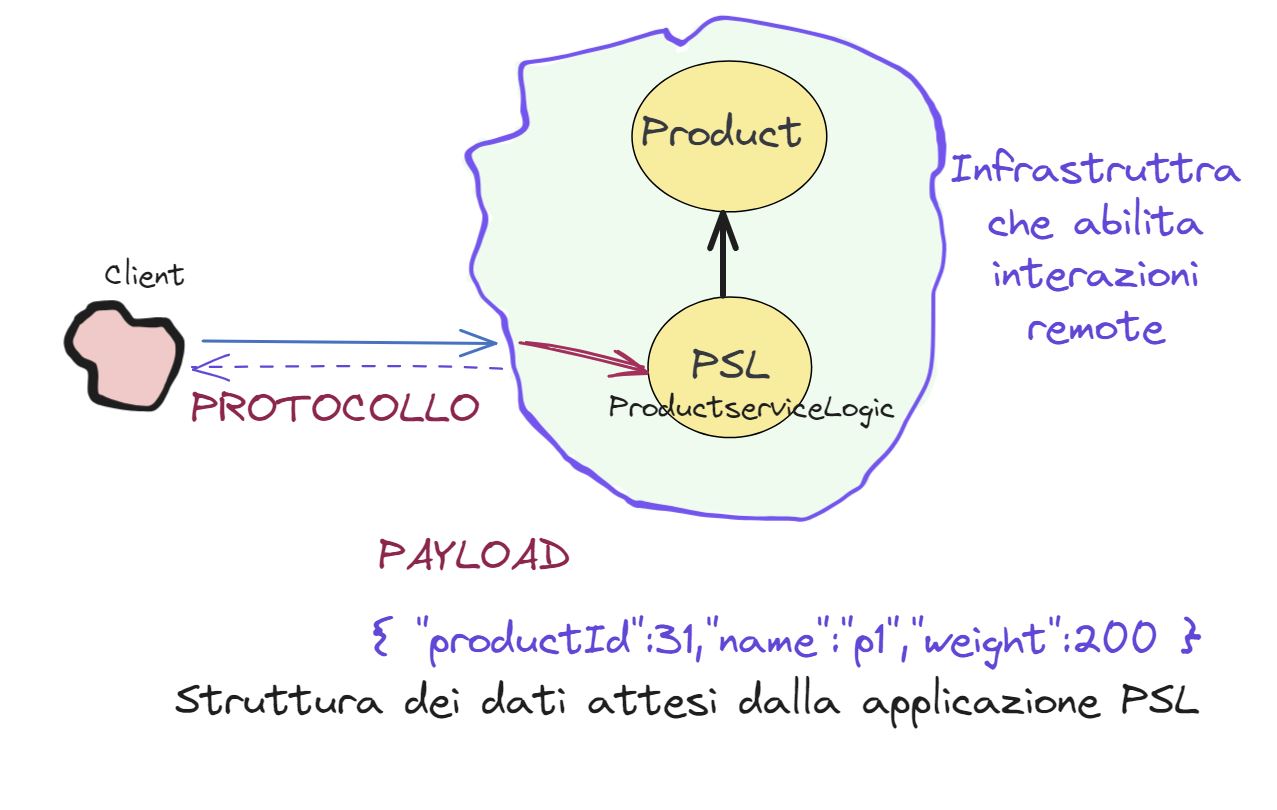 Product
Infrastruttra
che abilita
interazioni
remote
Client
PSL
ProductserviceLogic
PROTOCOLLO
PAYLOAD
{ "productId":31,"name":"p1","weight":200 }
Struttura dei dati attesi dalla applicazione PSL